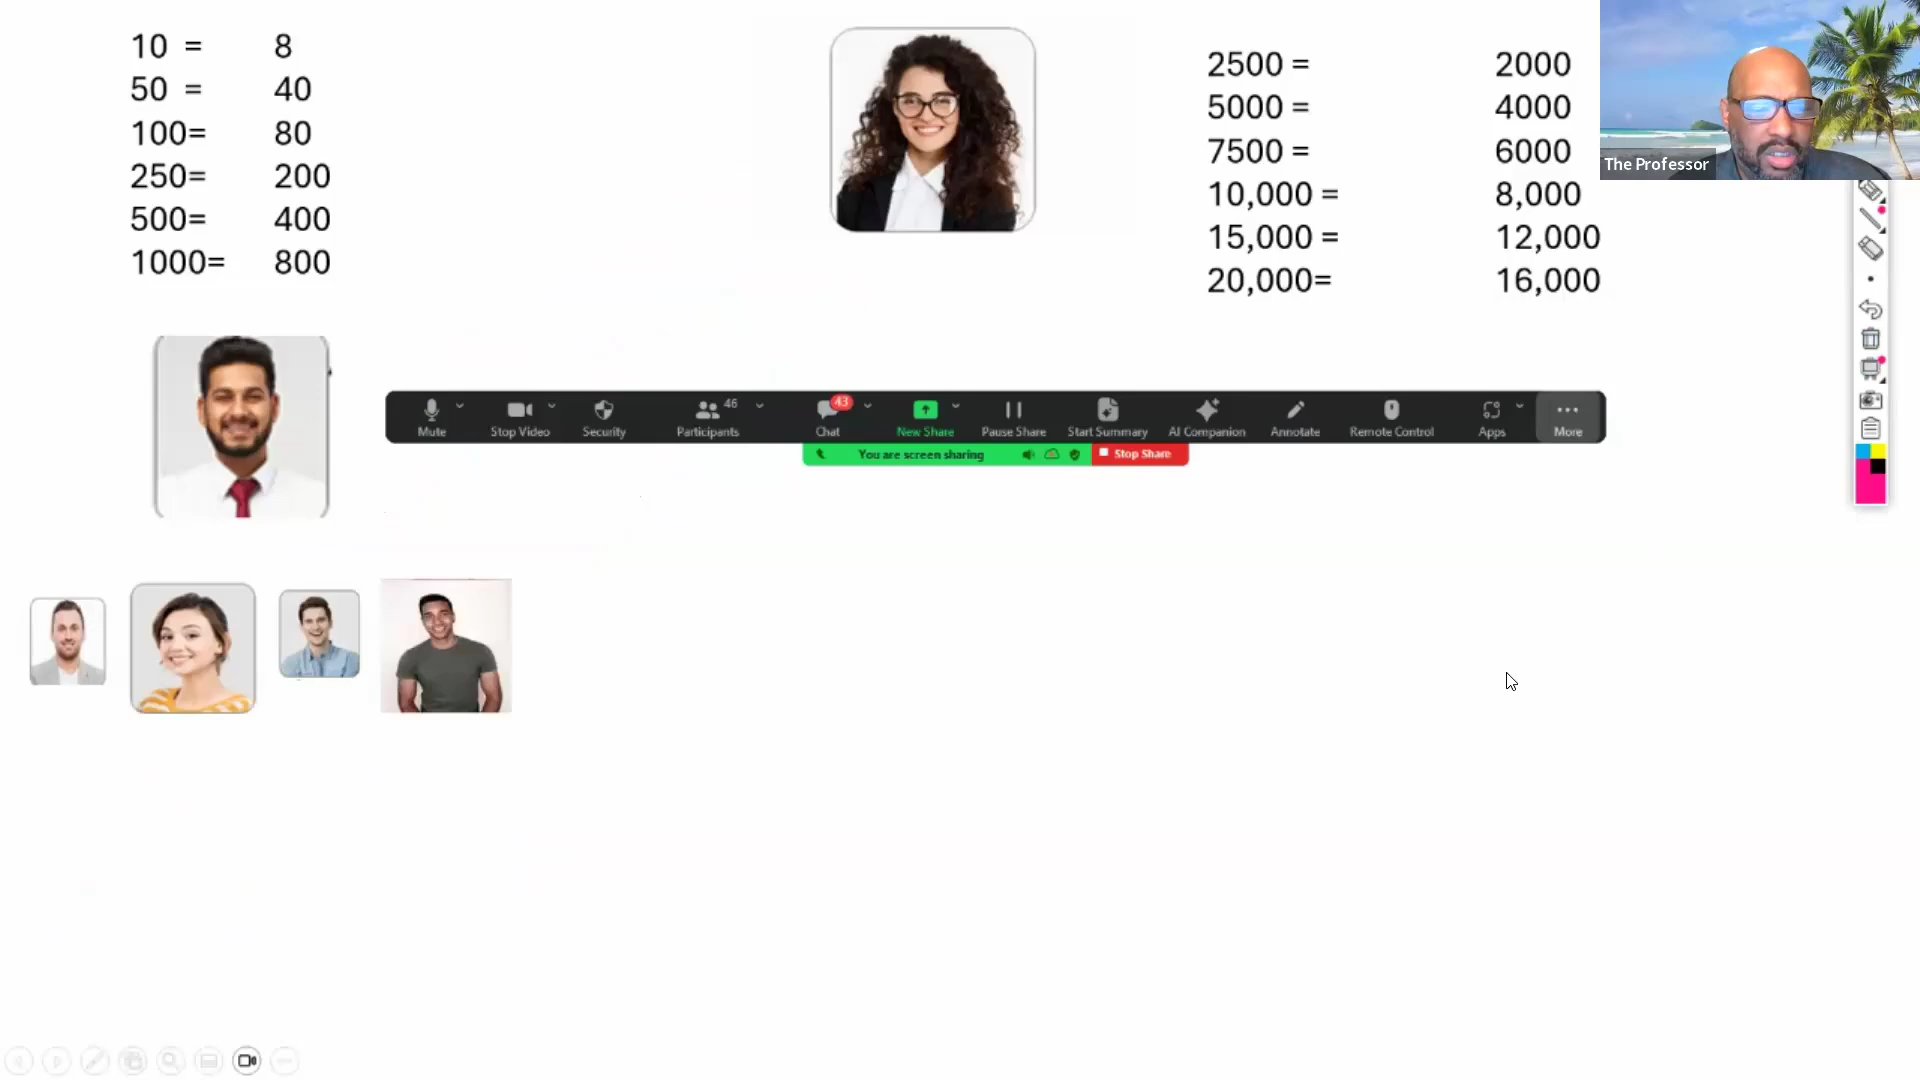 10 = 8
50 = 40
100= 80
250= 200
500= 400
1000= 800
2500 = 2000
5000 = 4000
7500 = 6000
10,000 = 8,000
15,000 = 12,000
20,000= 16,000
The Professor
Mute Stop Video Security Participants 46 Chat 43 New Share Pause Share Start Summary AI Companion Annotate Remote Control Apps More
You are screen sharing Stop Share